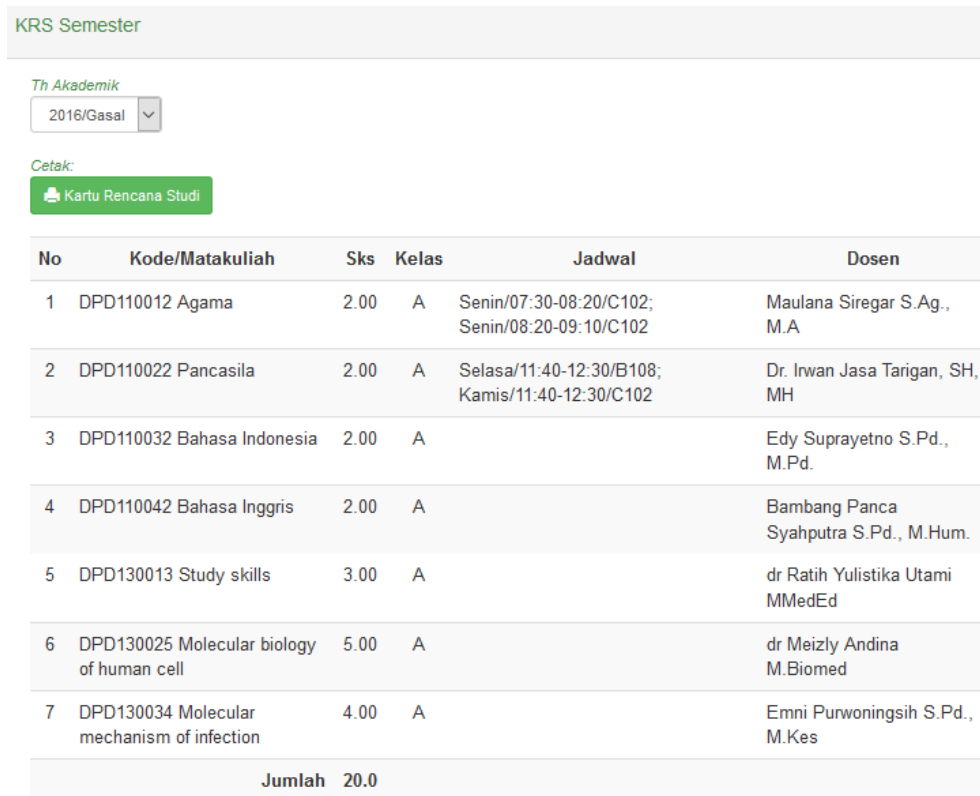 KRS Semester
Th Akademik
2016/Gasal
Cetak:
Kartu Rencana Studi
No Kode/Matakuliah Sks Kelas Jadwal Dosen
1 DPD110012 Agama 2.00 A Senin/07:30-08:20/C102; Maulana Siregar S.Ag.,
Senin/08:20-09:10/C102 M.A
2 DPD110022 Pancasila 2.00 A Selasa/11:40-12:30/B108; Dr. Irwan Jasa Tarigan, SH,
Kamis/11:40-12:30/C102 MH
3 DPD110032 Bahasa Indonesia 2.00 A Edy Suprayetno S.Pd.,
M.Pd.
4 DPD110042 Bahasa Inggris 2.00 A Bambang Panca
Syahputra S.Pd., M.Hum.
5 DPD130013 Study skills 3.00 A dr Ratih Yulistika Utami
MMedEd
6 DPD130025 Molecular biology 5.00 A dr Meizly Andina
of human cell M.Biomed
7 DPD130034 Molecular 4.00 A Emni Purwoningsih S.Pd.,
mechanism of infection M.Kes
Jumlah 20.0